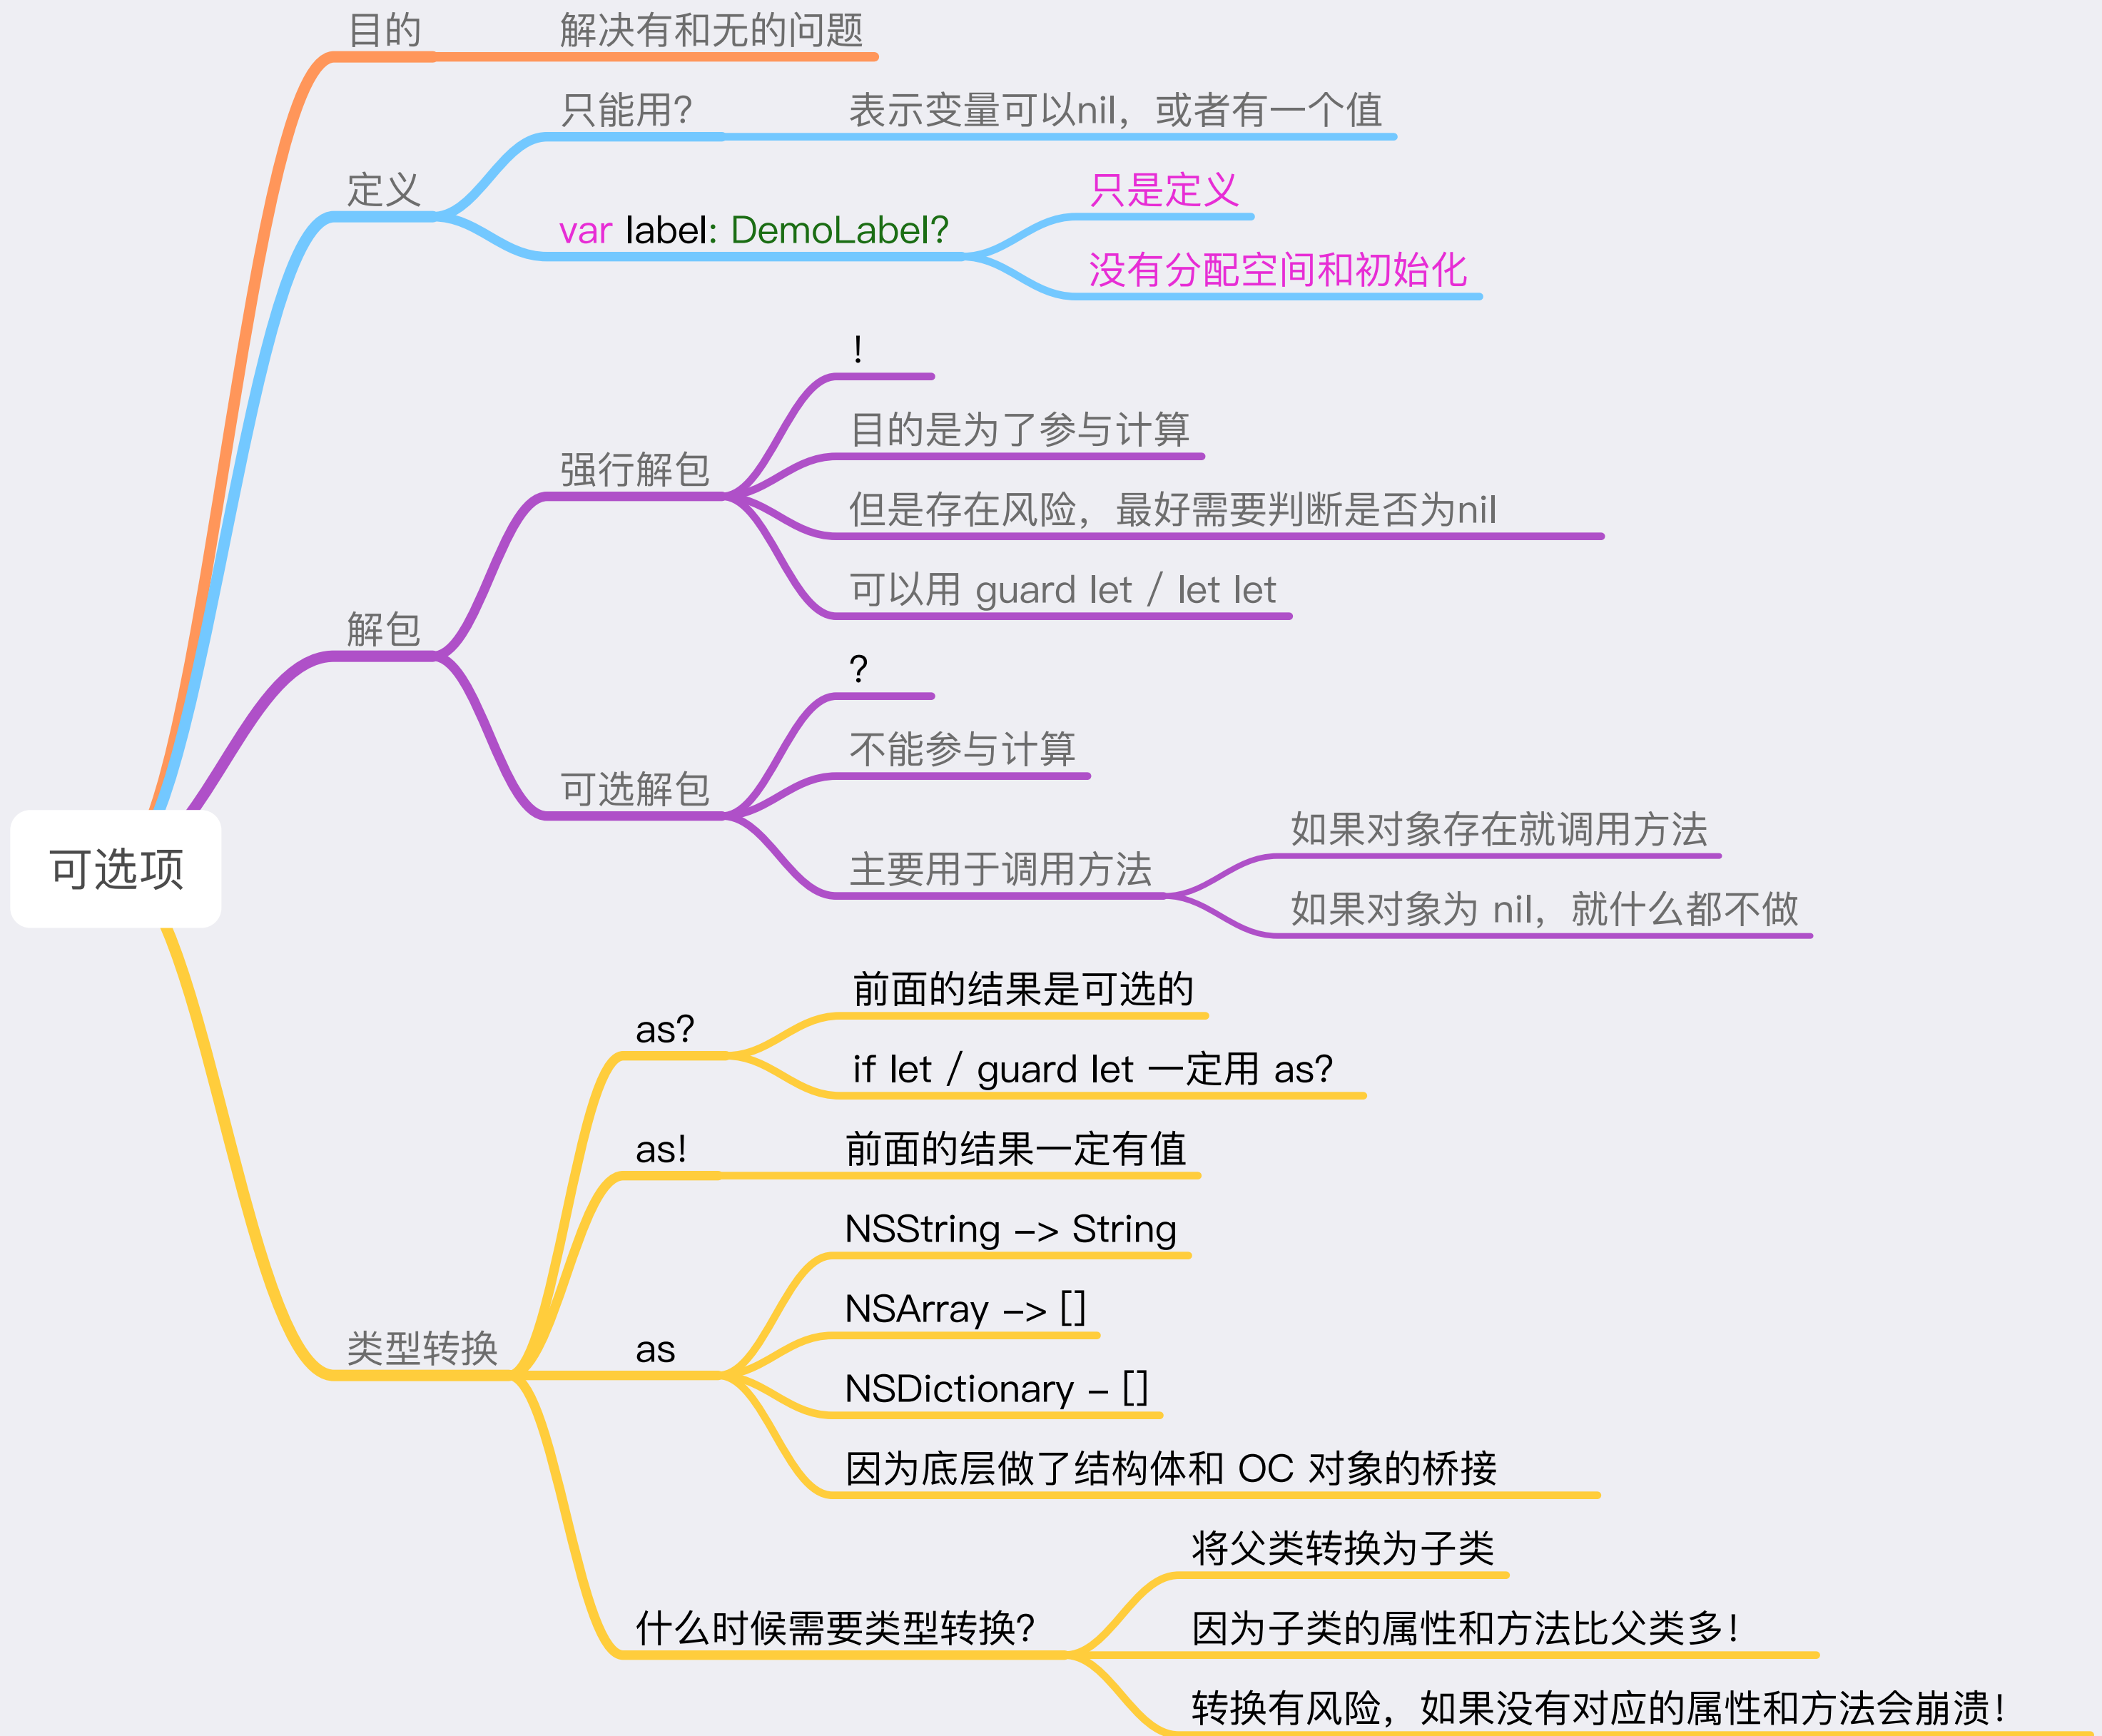 目的
解决有和无的问题
只能用?
表示变量可以nil，或者有一个值
定义
只是定义
var label: DemoLabel?
没有分配空间和初始化
!
目的是为了参与计算
强行解包
但是存在风险，最好需要判断是否为nil
可以用 guard let / let let
解包
?
不能参与计算
可选解包
如果对象存在就调用方法
主要用于调用方法
如果对象为 nil，就什么都不做
可选项
前面的结果是可选的
as?
if let / guard let 一定用 as?
as!
前面的结果一定有值
NSString –> String
NSArray –> []
类型转换
as
NSDictionary – []
因为底层做了结构体和 OC 对象的桥接
将父类转换为子类
什么时候需要类型转换?
因为子类的属性和方法比父类多!
转换有风险，如果没有对应的属性和方法会崩溃!